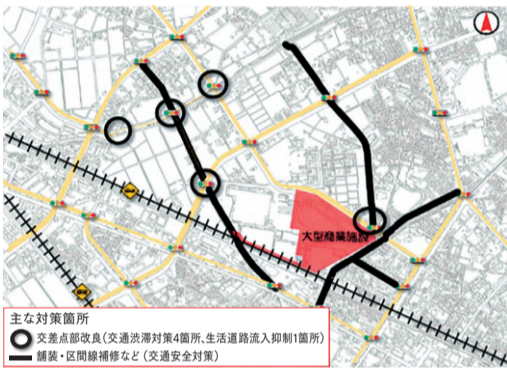 大型商業施設
主な対策箇所
交差点部改良(交通渋滞対策4箇所、生活道路流入抑制1箇所)
舗装・区間線補修など(交通安全対策)